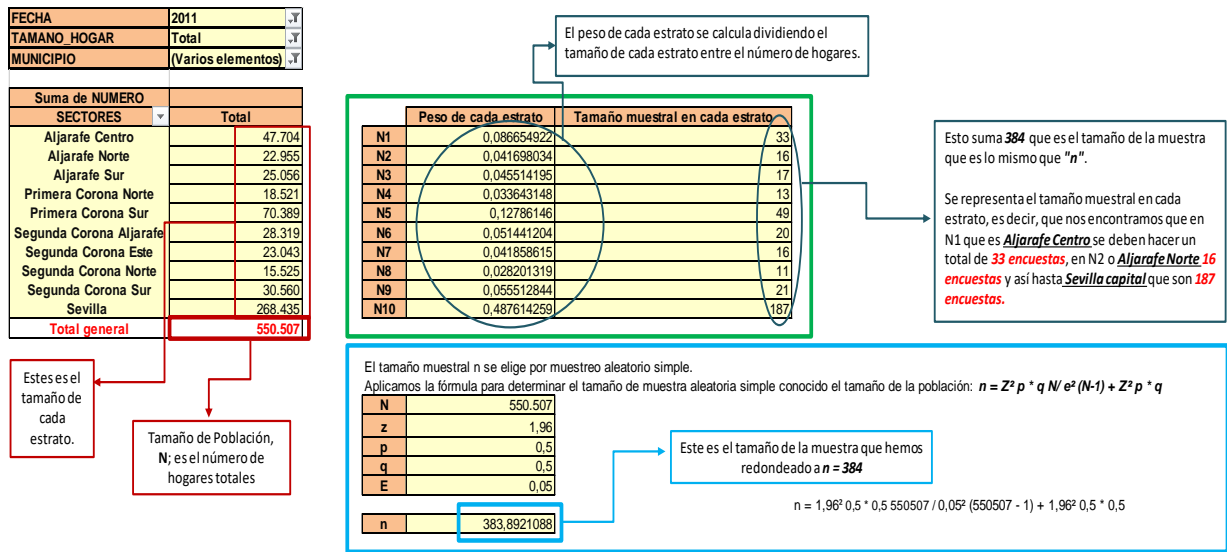 FECHA 2011
TAMANO_HOGAR Total
MUNICIPIO (Varios elementos)
Suma de NUMERO
SECTORES Total
Aljarafe Centro 47.704
Aljarafe Norte 22.955
Aljarafe Sur 25.056
Primera Corona Norte 18.521
Primera Corona Sur 70.389
Segunda Corona Aljarafe 28.319
Segunda Corona Este 23.043
Segunda Corona Norte 15.525
Segunda Corona Sur 30.560
Sevilla 268.435
Total general 550.507
Estes es el
tamaño de
cada
estrato.
Tamaño de Población,
N; es el número de
hogares totales
El peso de cada estrato se calcula dividiendo el
tamaño de cada estrato entre el número de hogares.
Peso de cada estrato Tamaño muestral en cada estrato
N1 0,086654922 33
N2 0,041698034 16
N3 0,045514195 17
N4 0,033643148 13
N5 0,12786146 49
N6 0,051441204 20
N7 0,041858615 16
N8 0,028201319 11
N9 0,055512844 21
N10 0,487614259 187
Esto suma 384 que es el tamaño de la muestra
que es lo mismo que "n".
Se representa el tamaño muestral en cada
estrato, es decir, que nos encontramos que en
N1 que es Aljarafe Centro se deben hacer un
total de 33 encuestas, en N2 o Aljarafe Norte 16
encuestas y así hasta Sevilla capital que son 187
encuestas.
El tamaño muestral n se elige por muestreo aleatorio simple.
Aplicamos la fórmula para determinar el tamaño de muestra aleatoria simple conocido el tamaño de la población: n = Z² p * q N/ e² (N-1) + Z² p * q
N 550.507
z 1,96
p 0,5
q 0,5
E 0,05
n 383,8921088
Este es el tamaño de la muestra que hemos
redondeado a n = 384
n = 1,96² 0,5 * 0,5 550507 / 0,05² (550507 - 1) + 1,96² 0,5 * 0,5